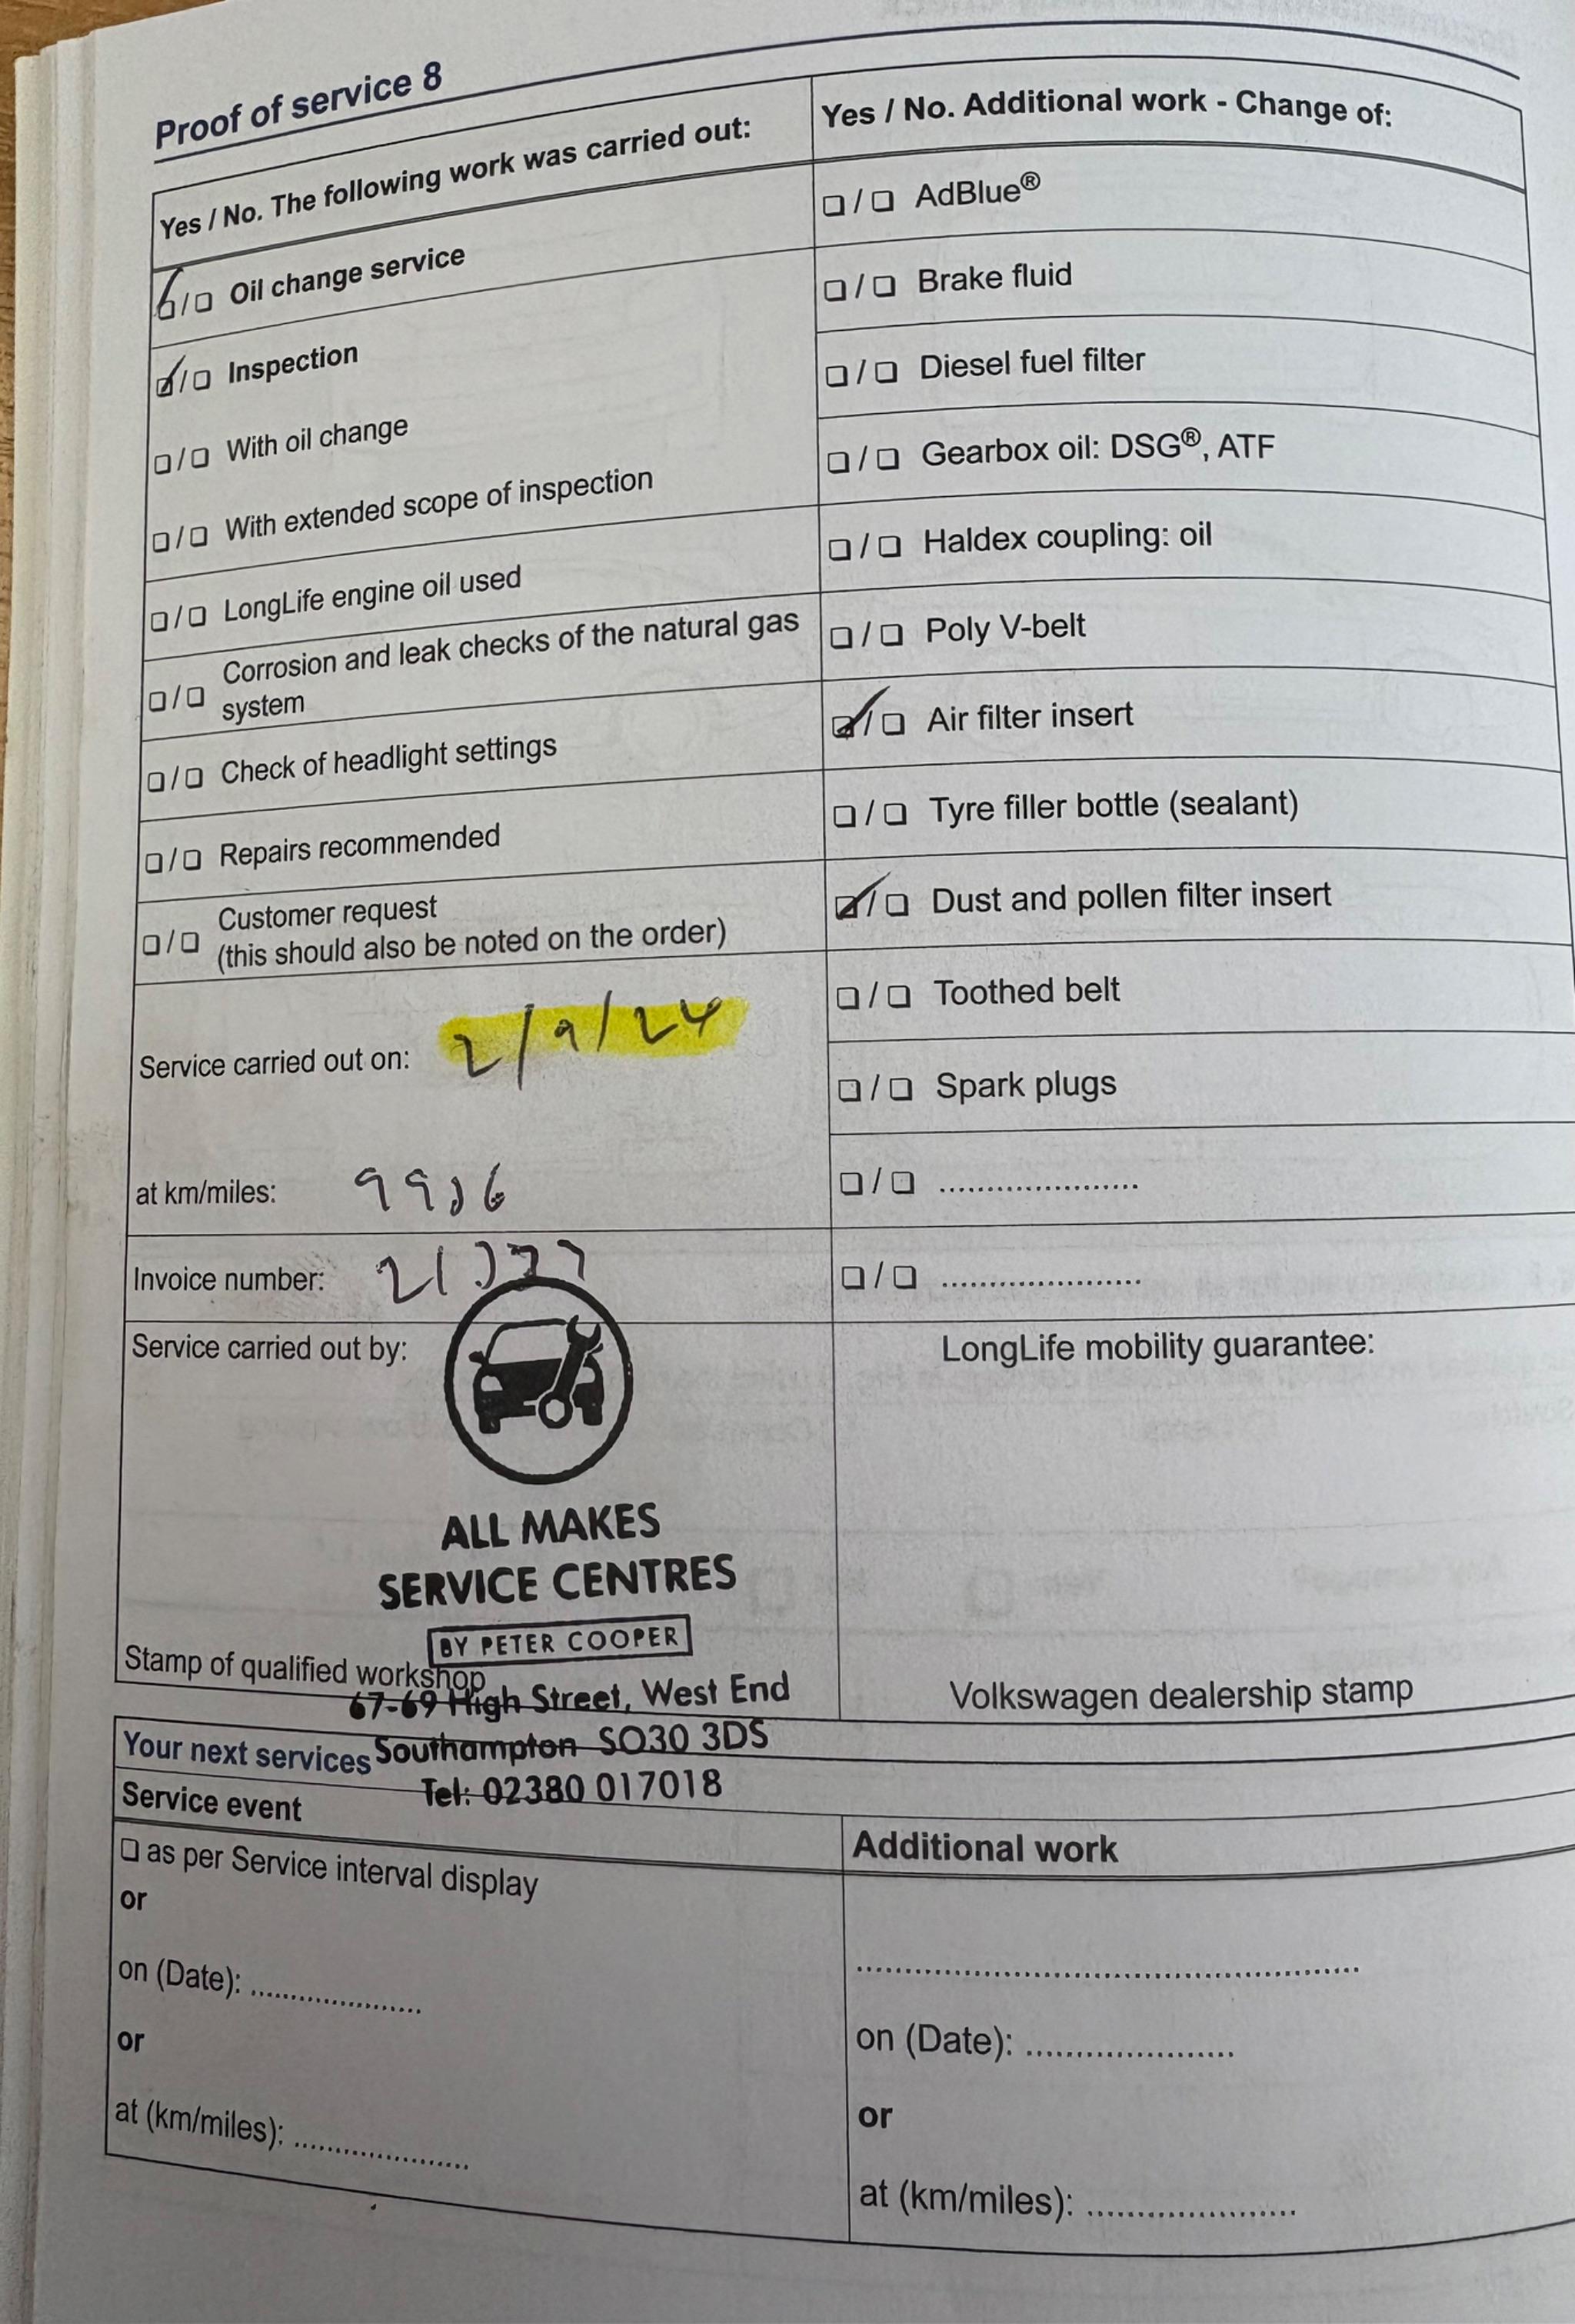 Proof of service 8
Yes / No. The following work was carried out:
☑/☐ Oil change service
☑/☐ Inspection
☐/☐ With oil change
☐/☐ With extended scope of inspection
☐/☐ LongLife engine oil used
☐/☐ Corrosion and leak checks of the natural gas
system
☐/☐ Check of headlight settings
☐/☐ Repairs recommended
☐/☐ Customer request
(this should also be noted on the order)
Service carried out on: 2/9/24
at km/miles:
Invoice number:
Service carried out by:
ALL MAKES
SERVICE CENTRES
BY PETER COOPER
Stamp of qualified workshop
67-69 High Street, West End
Southampton SO30 3DS
Tel: 02380 017018
Yes / No. Additional work - Change of:
☐/☐ AdBlue®
☐/☐ Brake fluid
☐/☐ Diesel fuel filter
☐/☐ Gearbox oil: DSG®, ATF
☐/☐ Haldex coupling: oil
☐/☐ Poly V-belt
☑/☐ Air filter insert
☐/☐ Tyre filler bottle (sealant)
☑/☐ Dust and pollen filter insert
☐/☐ Toothed belt
☐/☐ Spark plugs
☐/☐ ....................
☐/☐ ....................
LongLife mobility guarantee:
Volkswagen dealership stamp
Your next services
Service event
☐ as per Service interval display
or
on (Date): ....................
or
at (km/miles): ....................
Additional work
..................................................
on (Date): ....................
or
at (km/miles): ....................